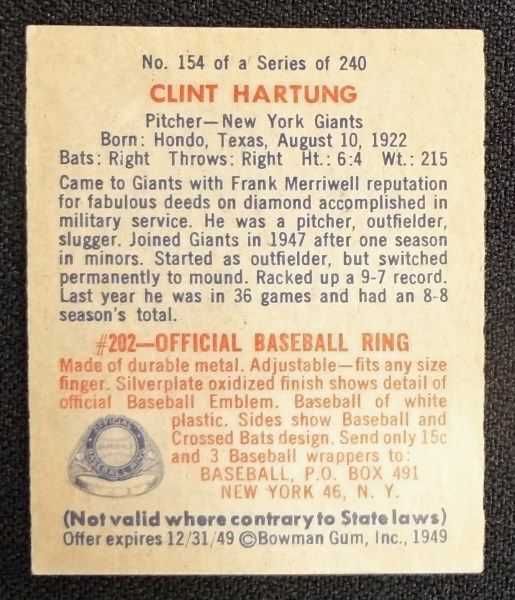 No. 154 of a Series of 240
CLINT HARTUNG
Pitcher—New York Giants
Born: Hondo, Texas, August 10, 1922
Bats: Right Throws: Right Ht.: 6:4 Wt.: 215
Came to Giants with Frank Merriwell reputation
for fabulous deeds on diamond accomplished in
military service. He was a pitcher, outfielder,
slugger. Joined Giants in 1947 after one season
in minors. Started as outfielder, but switched
permanently to mound. Racked up a 9-7 record.
Last year he was in 36 games and had an 8-8
season's total.
#202—OFFICIAL BASEBALL RING
Made of durable metal. Adjustable—fits any size
finger. Silverplate oxidized finish shows detail of
official Baseball Emblem. Baseball of white
plastic. Sides show Baseball and
Crossed Bats design. Send only 15c
and 3 Baseball wrappers to:
BASEBALL, P.O. BOX 491
NEW YORK 46, N. Y.
OFFICIAL
BASEBALL RING
(Not valid where contrary to State laws)
Offer expires 12/31/49 ©Bowman Gum, Inc., 1949